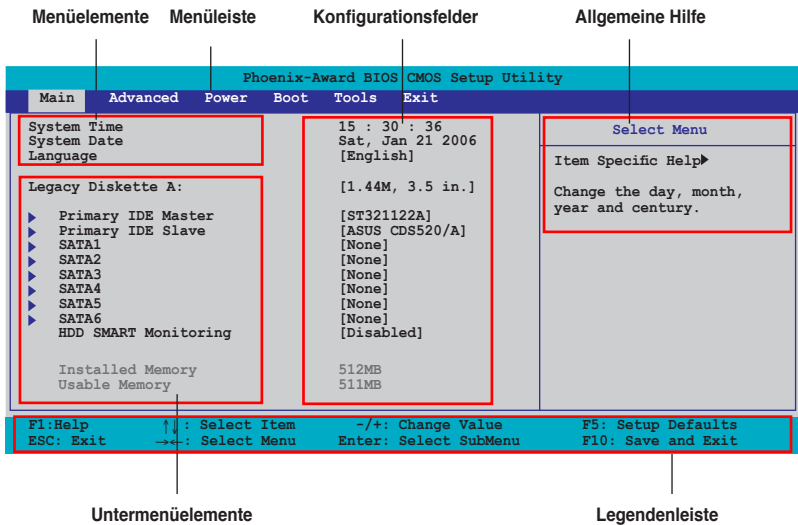 Menüelemente Menüleiste Konfigurationsfelder Allgemeine Hilfe
Phoenix-Award BIOS CMOS Setup Utility
Main Advanced Power Boot Tools Exit
System Time 15 : 30 : 36
System Date Sat, Jan 21 2006
Language [English]
Legacy Diskette A: [1.44M, 3.5 in.]
Primary IDE Master [ST321122A]
Primary IDE Slave [ASUS CDS520/A]
SATA1 [None]
SATA2 [None]
SATA3 [None]
SATA4 [None]
SATA5 [None]
SATA6 [None]
HDD SMART Monitoring [Disabled]
Installed Memory 512MB
Usable Memory 511MB
Select Menu
Item Specific Help
Change the day, month,
year and century.
F1:Help ↑↓: Select Item -/+: Change Value F5: Setup Defaults
ESC: Exit →←: Select Menu Enter: Select SubMenu F10: Save and Exit
Untermenüelemente Legendenleiste